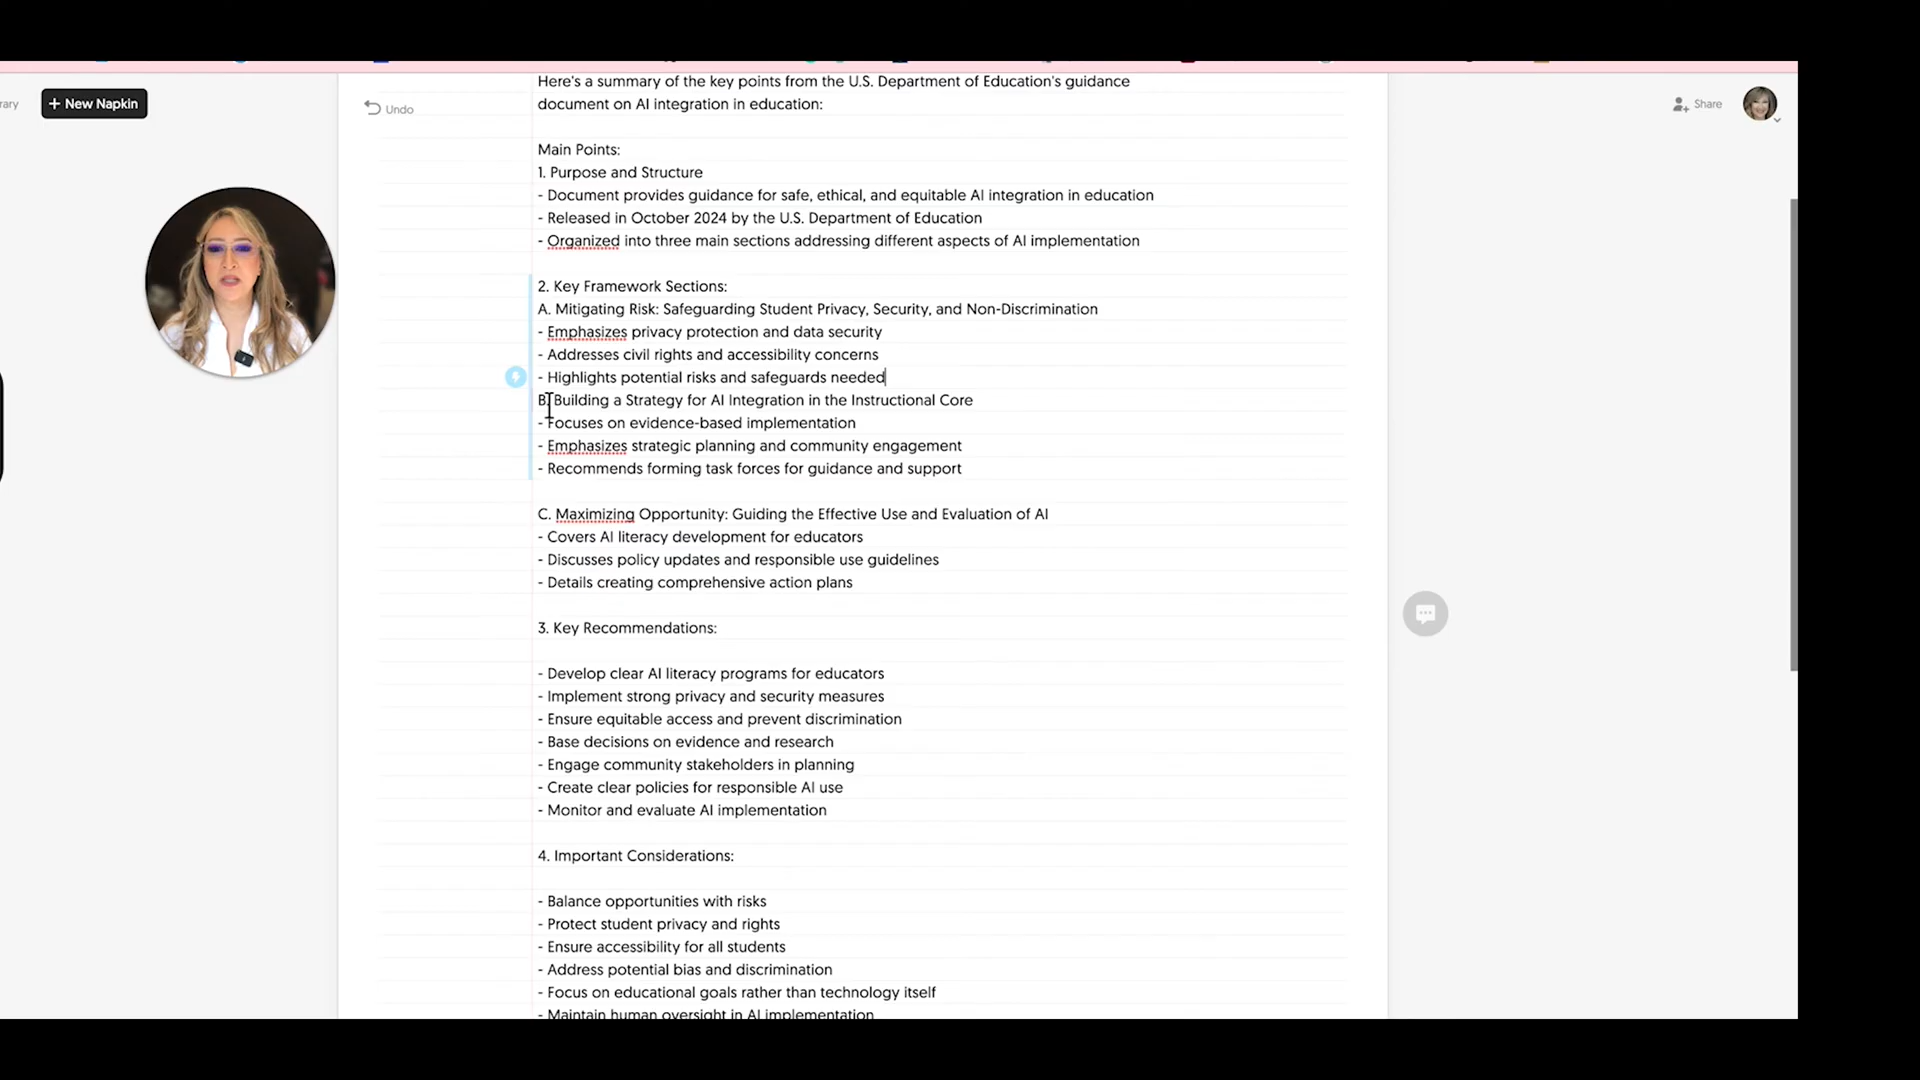 rary
+ New Napkin
Undo
Share
Here's a summary of the key points from the U.S. Department of Education's guidance
document on AI integration in education:
Main Points:
1. Purpose and Structure
- Document provides guidance for safe, ethical, and equitable AI integration in education
- Released in October 2024 by the U.S. Department of Education
- Organized into three main sections addressing different aspects of AI implementation
2. Key Framework Sections:
A. Mitigating Risk: Safeguarding Student Privacy, Security, and Non-Discrimination
- Emphasizes privacy protection and data security
- Addresses civil rights and accessibility concerns
- Highlights potential risks and safeguards needed
B. Building a Strategy for AI Integration in the Instructional Core
- Focuses on evidence-based implementation
- Emphasizes strategic planning and community engagement
- Recommends forming task forces for guidance and support
C. Maximizing Opportunity: Guiding the Effective Use and Evaluation of AI
- Covers AI literacy development for educators
- Discusses policy updates and responsible use guidelines
- Details creating comprehensive action plans
3. Key Recommendations:
- Develop clear AI literacy programs for educators
- Implement strong privacy and security measures
- Ensure equitable access and prevent discrimination
- Base decisions on evidence and research
- Engage community stakeholders in planning
- Create clear policies for responsible AI use
- Monitor and evaluate AI implementation
4. Important Considerations:
- Balance opportunities with risks
- Protect student privacy and rights
- Ensure accessibility for all students
- Address potential bias and discrimination
- Focus on educational goals rather than technology itself
- Maintain human oversight in AI implementation